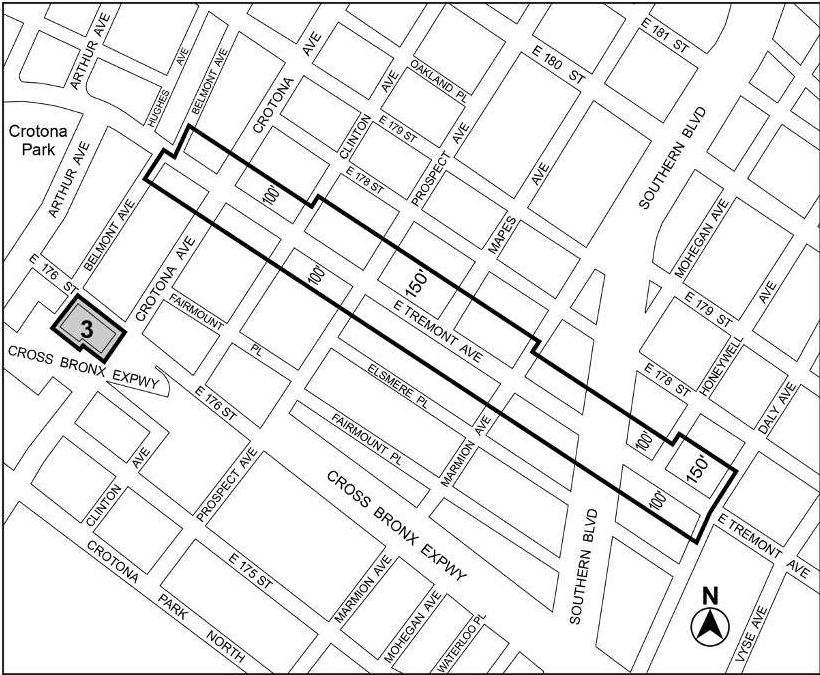 ARTHUR AVE
HUGHES AVE
BELMONT AVE
CROTONA AVE
CLINTON AVE
OAKLAND PL
E 181 ST
E 180 ST
E 179 ST
E 178 ST
PROSPECT AVE
MAPES AVE
SOUTHERN BLVD
MOHEGAN AVE
Crotona
Park
ARTHUR AVE
BELMONT AVE
CROTONA AVE
100'
100'
150'
E 176 ST
3
FAIRMOUNT PL
E TREMONT AVE
E 179 ST
HONEYWELL AVE
E 178 ST
DALY AVE
CROSS BRONX EXPWY
E 176 ST
ELSMERE PL
FAIRMOUNT PL
MARMION AVE
100'
150'
100'
CLINTON AVE
PROSPECT AVE
CROSS BRONX EXPWY
SOUTHERN BLVD
E TREMONT AVE
CROTONA PARK NORTH
E 175 ST
MARMION AVE
MOHEGAN AVE
WATERLOO PL
N
VYSE AVE